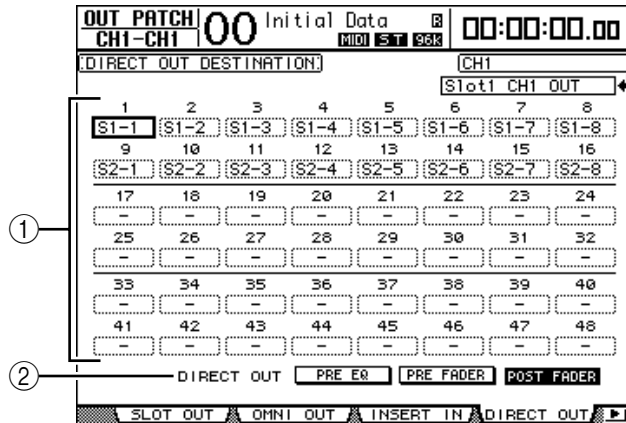 OUT PATCH
CH1-CH1
00
Initial Data
R
MIDI ST 96k
00:00:00.00
DIRECT OUT DESTINATION
CH1
Slot1 CH1 OUT
1 2 3 4 5 6 7 8
S1-1 S1-2 S1-3 S1-4 S1-5 S1-6 S1-7 S1-8
9 10 11 12 13 14 15 16
S2-1 S2-2 S2-3 S2-4 S2-5 S2-6 S2-7 S2-8
17 18 19 20 21 22 23 24
- - - - - - - -
1
25 26 27 28 29 30 31 32
- - - - - - - -
33 34 35 36 37 38 39 40
- - - - - - - -
41 42 43 44 45 46 47 48
- - - - - - - -
2
DIRECT OUT PRE EQ PRE FADER POST FADER
SLOT OUT OMNI OUT INSERT IN DIRECT OUT